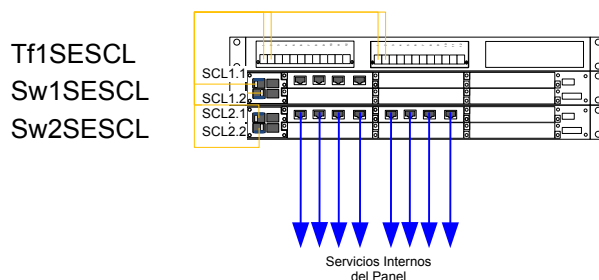 Tf1SESCL
SCL1.1
Sw1SESCL
SCL1.2
SCL2.1
Sw2SESCL
SCL2.2
Servicios Internos
del Panel